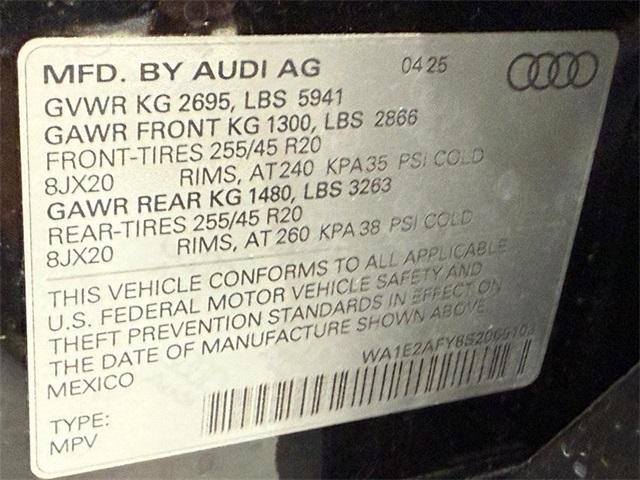 MFD. BY AUDI AG 04 25
GVWR KG 2695, LBS 5941
GAWR FRONT KG 1300, LBS 2866
FRONT-TIRES 255/45 R20
8JX20 RIMS, AT 240 KPA 35 PSI COLD
GAWR REAR KG 1480, LBS 3263
REAR-TIRES 255/45 R20
8JX20 RIMS, AT 260 KPA 38 PSI COLD
THIS VEHICLE CONFORMS TO ALL APPLICABLE
U.S. FEDERAL MOTOR VEHICLE SAFETY AND
THEFT PREVENTION STANDARDS IN EFFECT ON
THE DATE OF MANUFACTURE SHOWN ABOVE
MEXICO
TYPE:
MPV